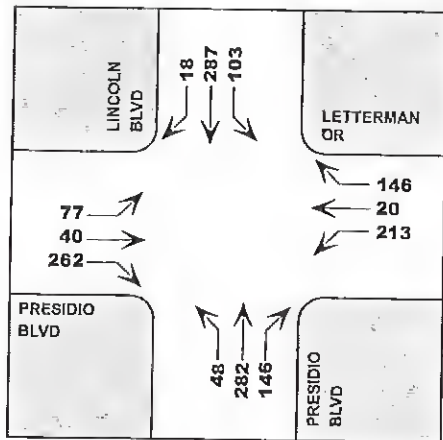 18
287
103
LINCOLN
BLVD
LETTERMAN
DR
77
40
262
146
20
213
PRESIDIO
BLVD
48
282
146
PRESIDIO
BLVD